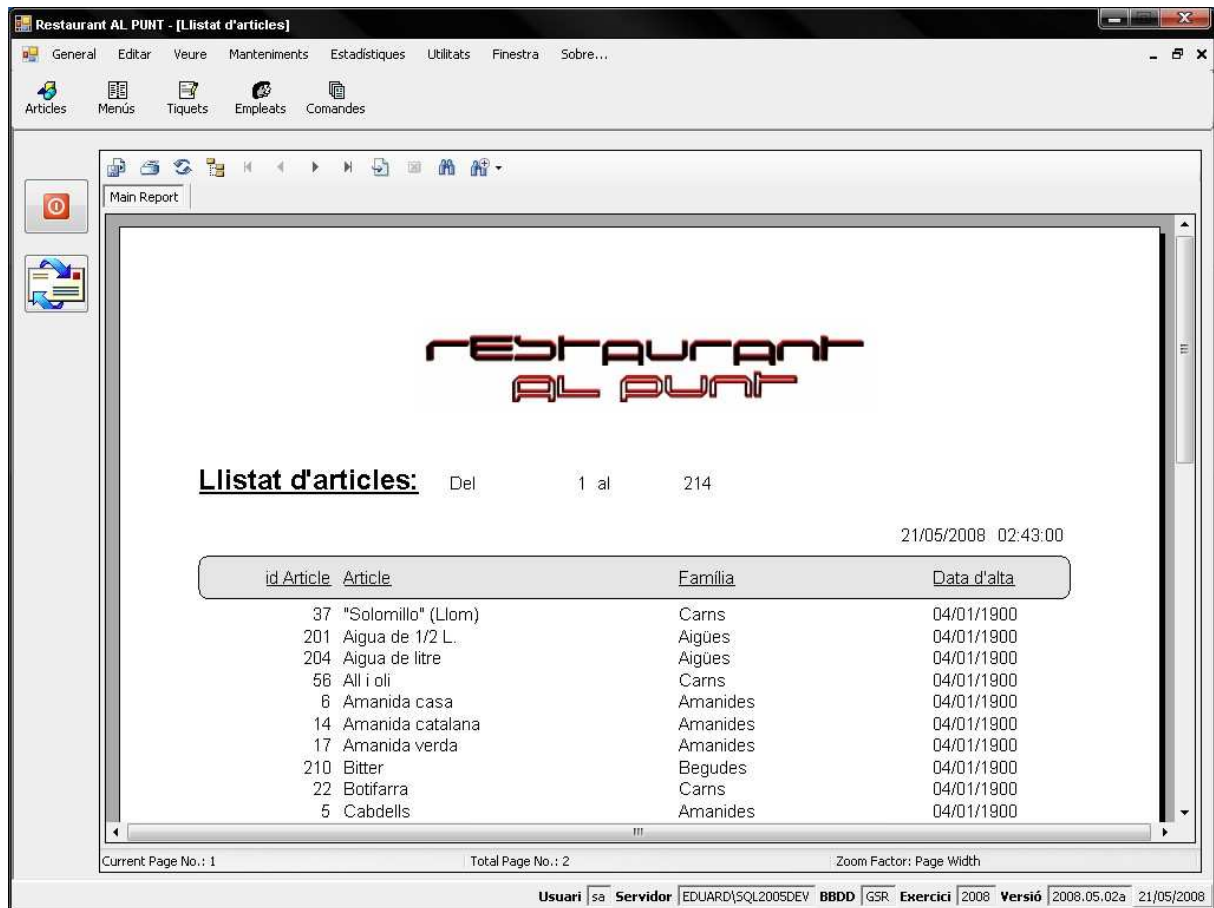 Restaurant AL PUNT - [Llistat d'articles]
General Editar Veure Manteniments Estadístiques Utilitats Finestra Sobre...
Articles Menús Tiquets Empleats Comandes
Main Report
restaurant
AL PUNT
Llistat d'articles: Del 1 al 214
21/05/2008 02:43:00
id Article Article Família Data d'alta
37 "Solomillo" (Llom) Carns 04/01/1900
201 Aigua de 1/2 L. Aigües 04/01/1900
204 Aigua de litre Aigües 04/01/1900
56 All i oli Carns 04/01/1900
6 Amanida casa Amanides 04/01/1900
14 Amanida catalana Amanides 04/01/1900
17 Amanida verda Amanides 04/01/1900
210 Bitter Begudes 04/01/1900
22 Botifarra Carns 04/01/1900
5 Cabdells Amanides 04/01/1900
Current Page No.: 1 Total Page No.: 2 Zoom Factor: Page Width
Usuari sa Servidor EDUARD\SQL2005DEV BBDD GSR Exercici 2008 Versió 2008.05.02a 21/05/2008